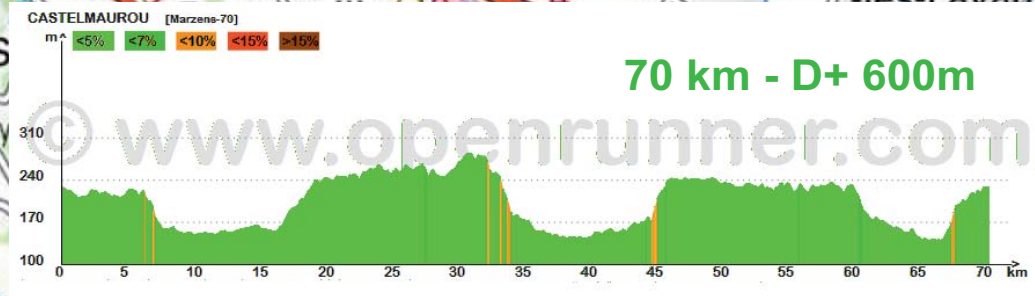 CASTELMAUROU [Marzens-70]
m^ <5% <7% <10% <15% >15%
70 km - D+ 600m
310
© www.openrunner.com
240
170
100
0 5 10 15 20 25 30 35 40 45 50 55 60 65 70 km